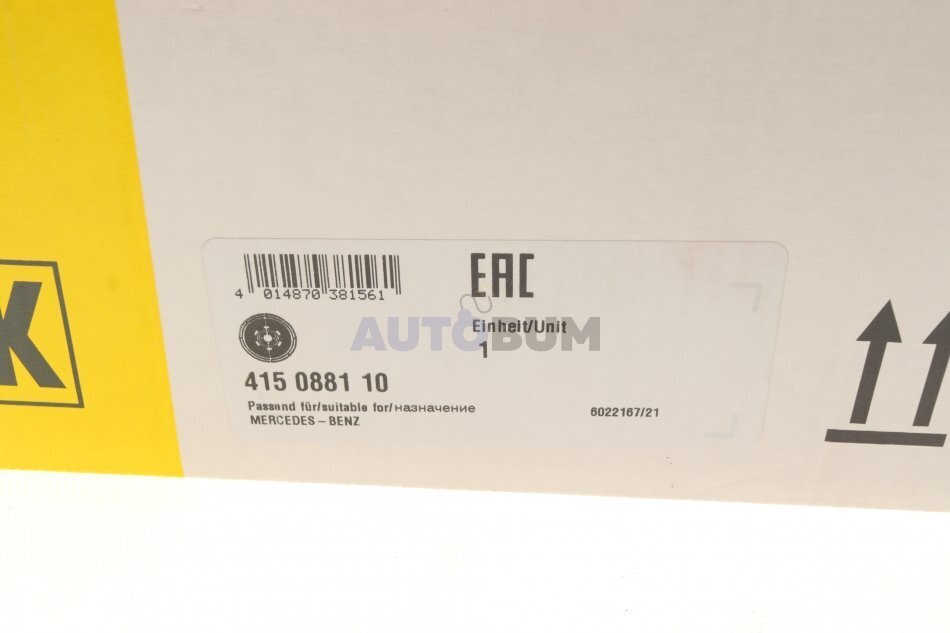 EAC
4 014870 381561
Einheit/Unit
1
AUTOBUM
415 0881 10
Passend für/suitable for/назначение
MERCEDES – BENZ
6022167/21
K